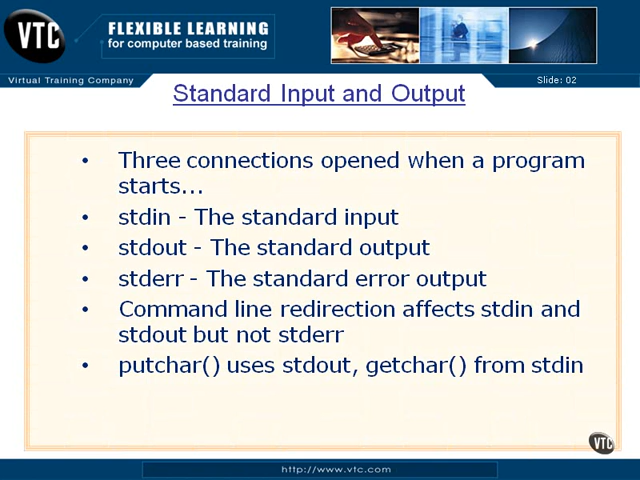 VTC
FLEXIBLE LEARNING
for computer based training
Virtual Training Company
Slide: 02
Standard Input and Output
• Three connections opened when a program
starts...
• stdin - The standard input
• stdout - The standard output
• stderr - The standard error output
• Command line redirection affects stdin and
stdout but not stderr
• putchar() uses stdout, getchar() from stdin
VTC
http://www.vtc.com